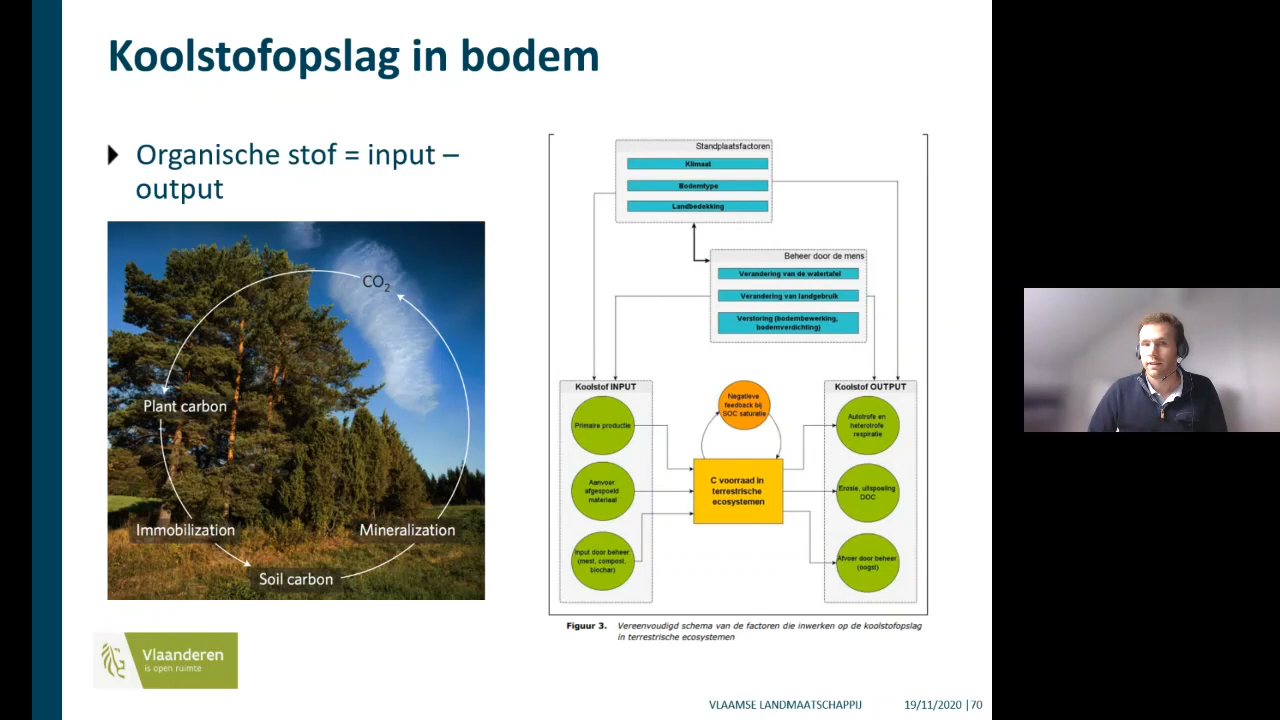 Koolstofopslag in bodem
Organische stof = input –
output
CO2
Plant carbon
Immobilization
Mineralization
Soil carbon
Standplaatsfactoren
Klimaat
Bodemtype
Landbedekking
Beheer door de mens
Verandering van de watertafel
Verandering van landgebruik
Verstoring (bodembewerking,
bodemverdichting)
Koolstof INPUT
Primaire productie
Aanvoer
afgespoeld
materiaal
Input door beheer
(mest, compost,
biochar)
Negatieve
feedback bij
SOC saturatie
C voorraad in
terrestrische
ecosystemen
Koolstof OUTPUT
Autotrofe en
heterotrofe
respiratie
Erosie, uitspoeling
DOC
Afvoer door beheer
(oogst)
Figuur 3. Vereenvoudigd schema van de factoren die inwerken op de koolstofopslag
in terrestrische ecosystemen
Vlaanderen
is open ruimte
VLAAMSE LANDMAATSCHAPPIJ 19/11/2020 |70